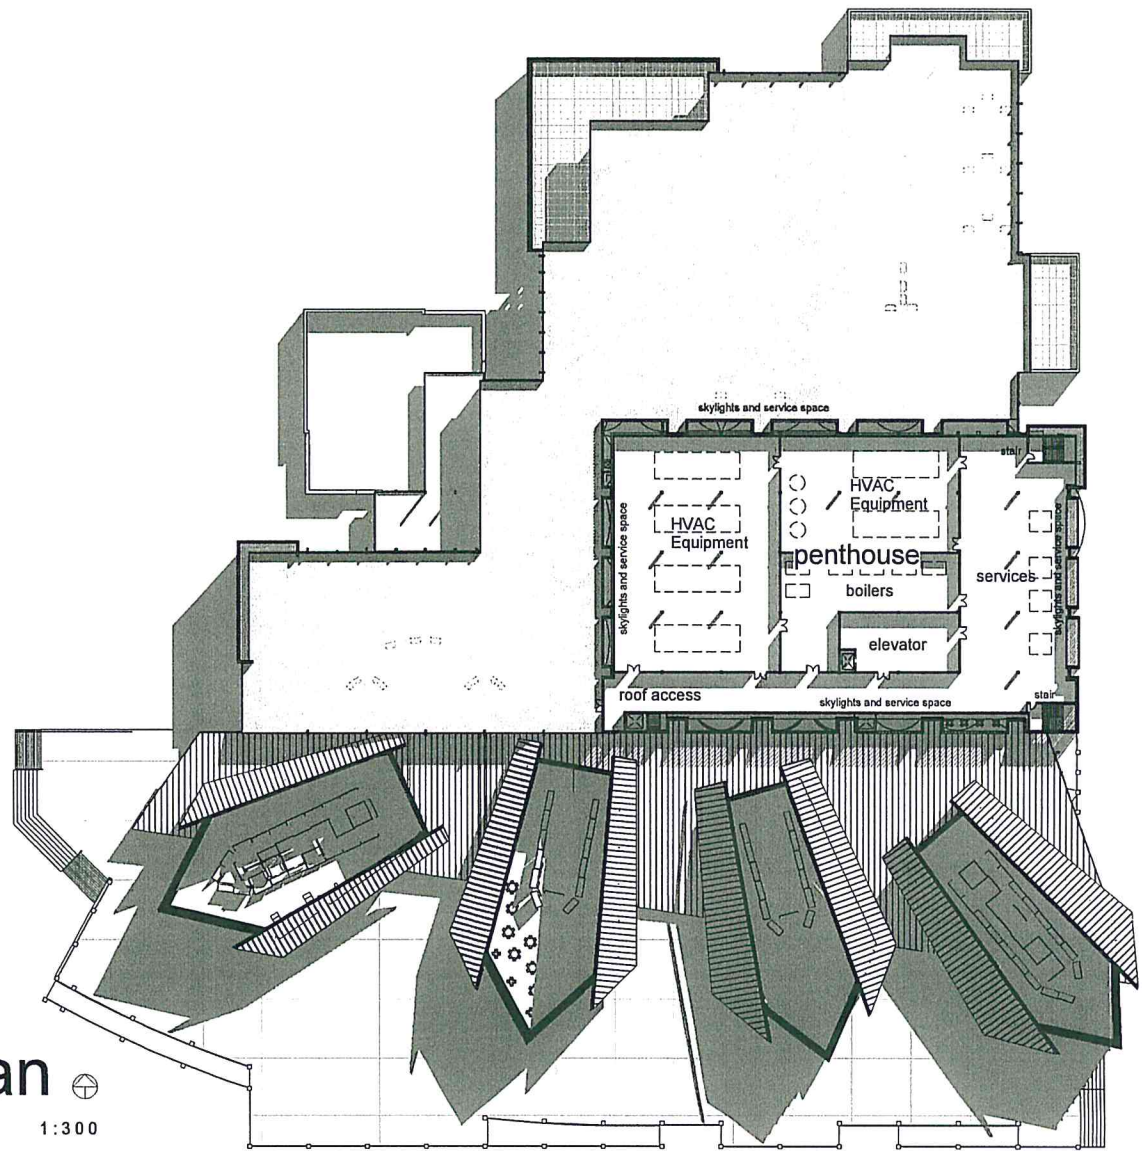 skylights and service space
stair
HVAC
Equipment
HVAC
Equipment
penthouse
boilers
services
skylights and service space
skylights and service space
elevator
roof access
skylights and service space
stair
an
1:300